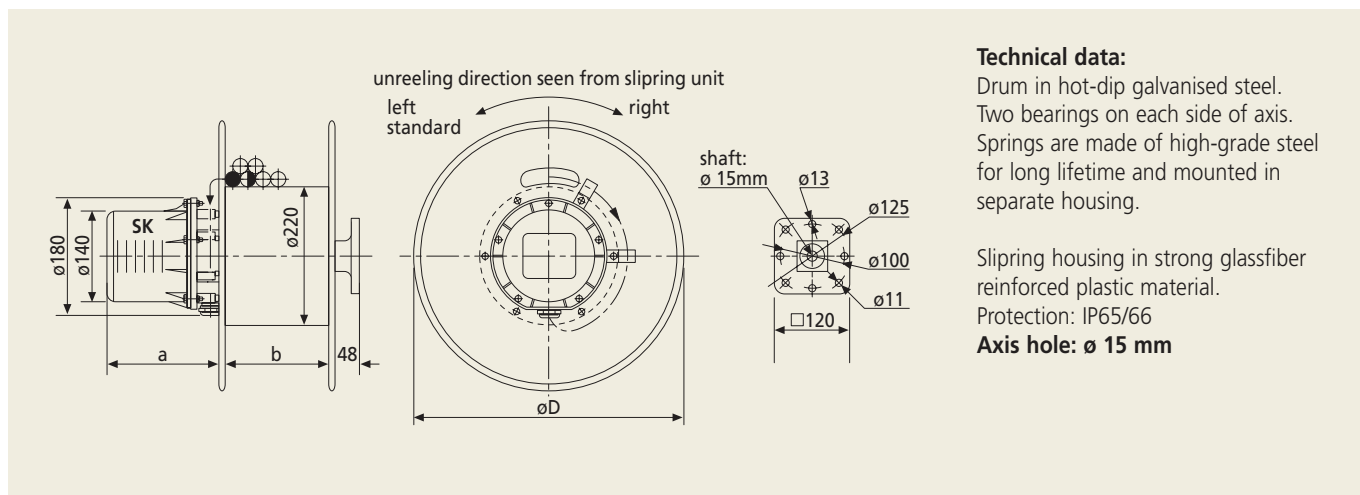 unreeling direction seen from slipring unit
left
standard
right
SK
ø180
ø140
ø220
a
b
48
øD
shaft:
ø 15mm
ø13
ø125
ø100
ø11
□120
Technical data:
Drum in hot-dip galvanised steel.
Two bearings on each side of axis.
Springs are made of high-grade steel
for long lifetime and mounted in
separate housing.
Slipring housing in strong glassfiber
reinforced plastic material.
Protection: IP65/66
Axis hole: ø 15 mm